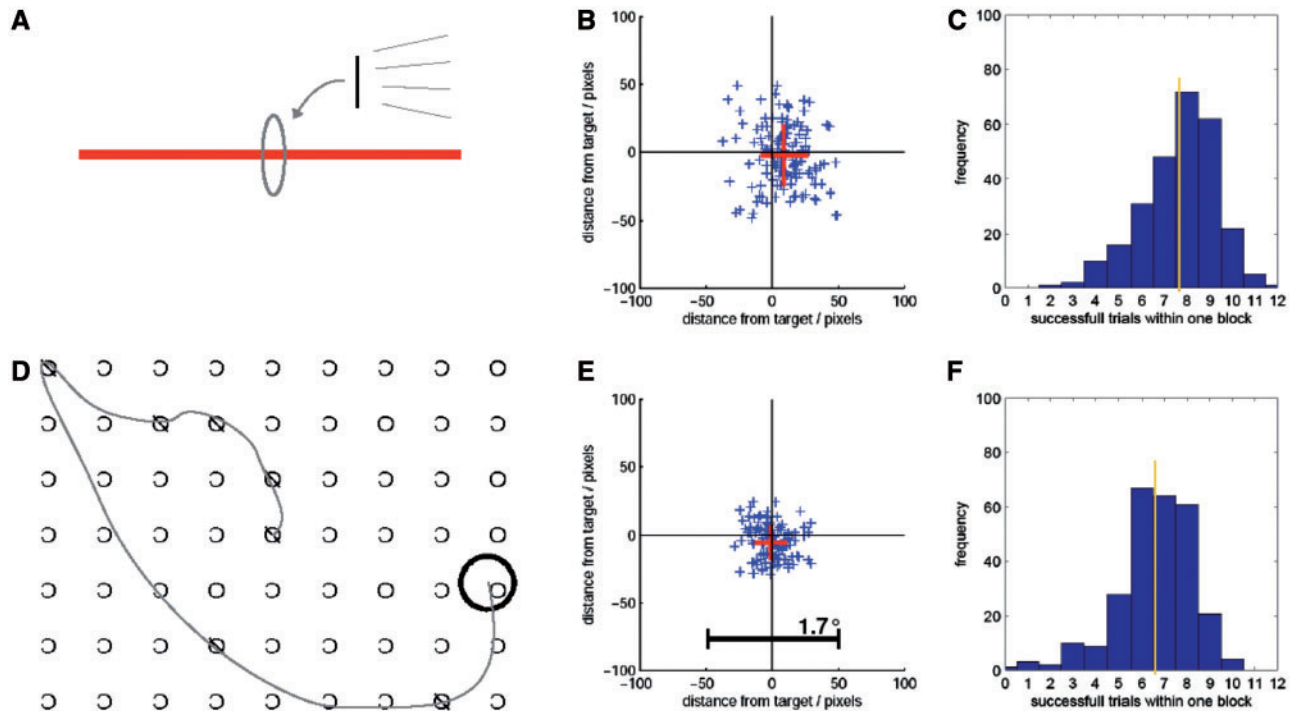 A
B
100
50
0
−50
−100
−100 −50 0 50 100
distance from target / pixels
distance from target / pixels
C
100
80
60
40
20
0
0 1 2 3 4 5 6 7 8 9 10 11 12
frequency
successfull trials within one block
D
E
100
50
0
−50
−100
1.7°
−100 −50 0 50 100
distance from target / pixels
distance from target / pixels
F
100
80
60
40
20
0
0 1 2 3 4 5 6 7 8 9 10 11 12
frequency
successfull trials within one block